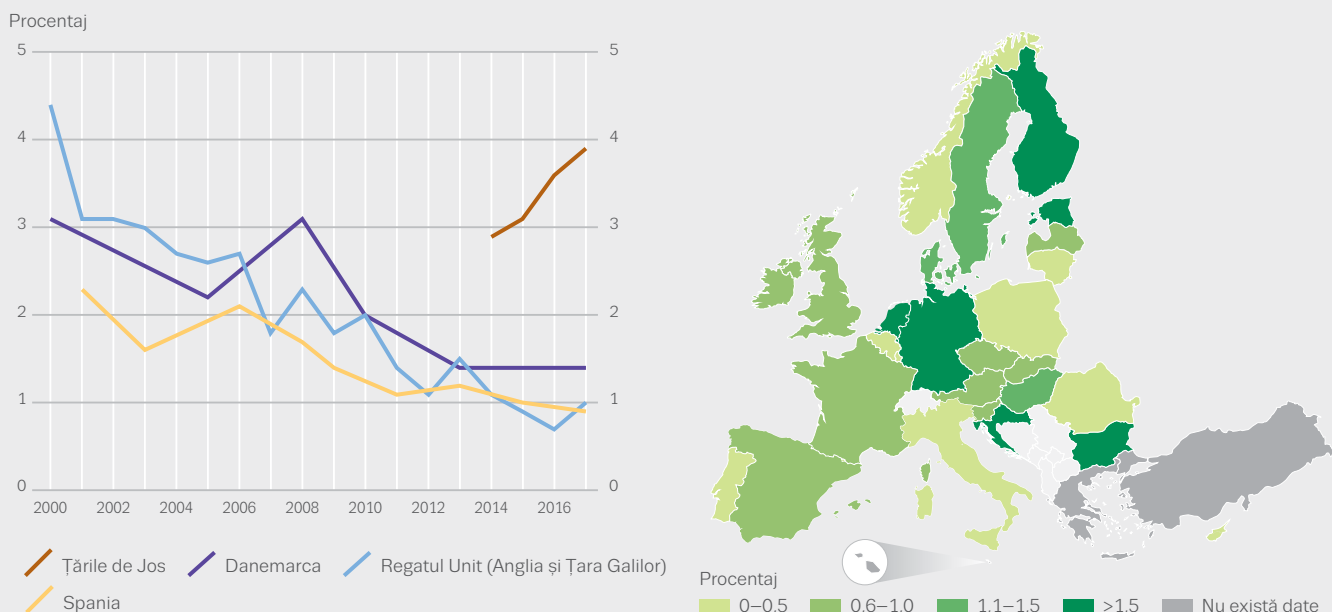 Procentaj
5 5
4 4
3 3
2 2
1 1
0 0
2000 2002 2004 2006 2008 2010 2012 2014 2016
Țările de Jos Danemarca Regatul Unit (Anglia și Țara Galilor)
Spania
Procentaj
0–0.5 0.6–1.0 1.1–1.5 >1.5 Nu există date